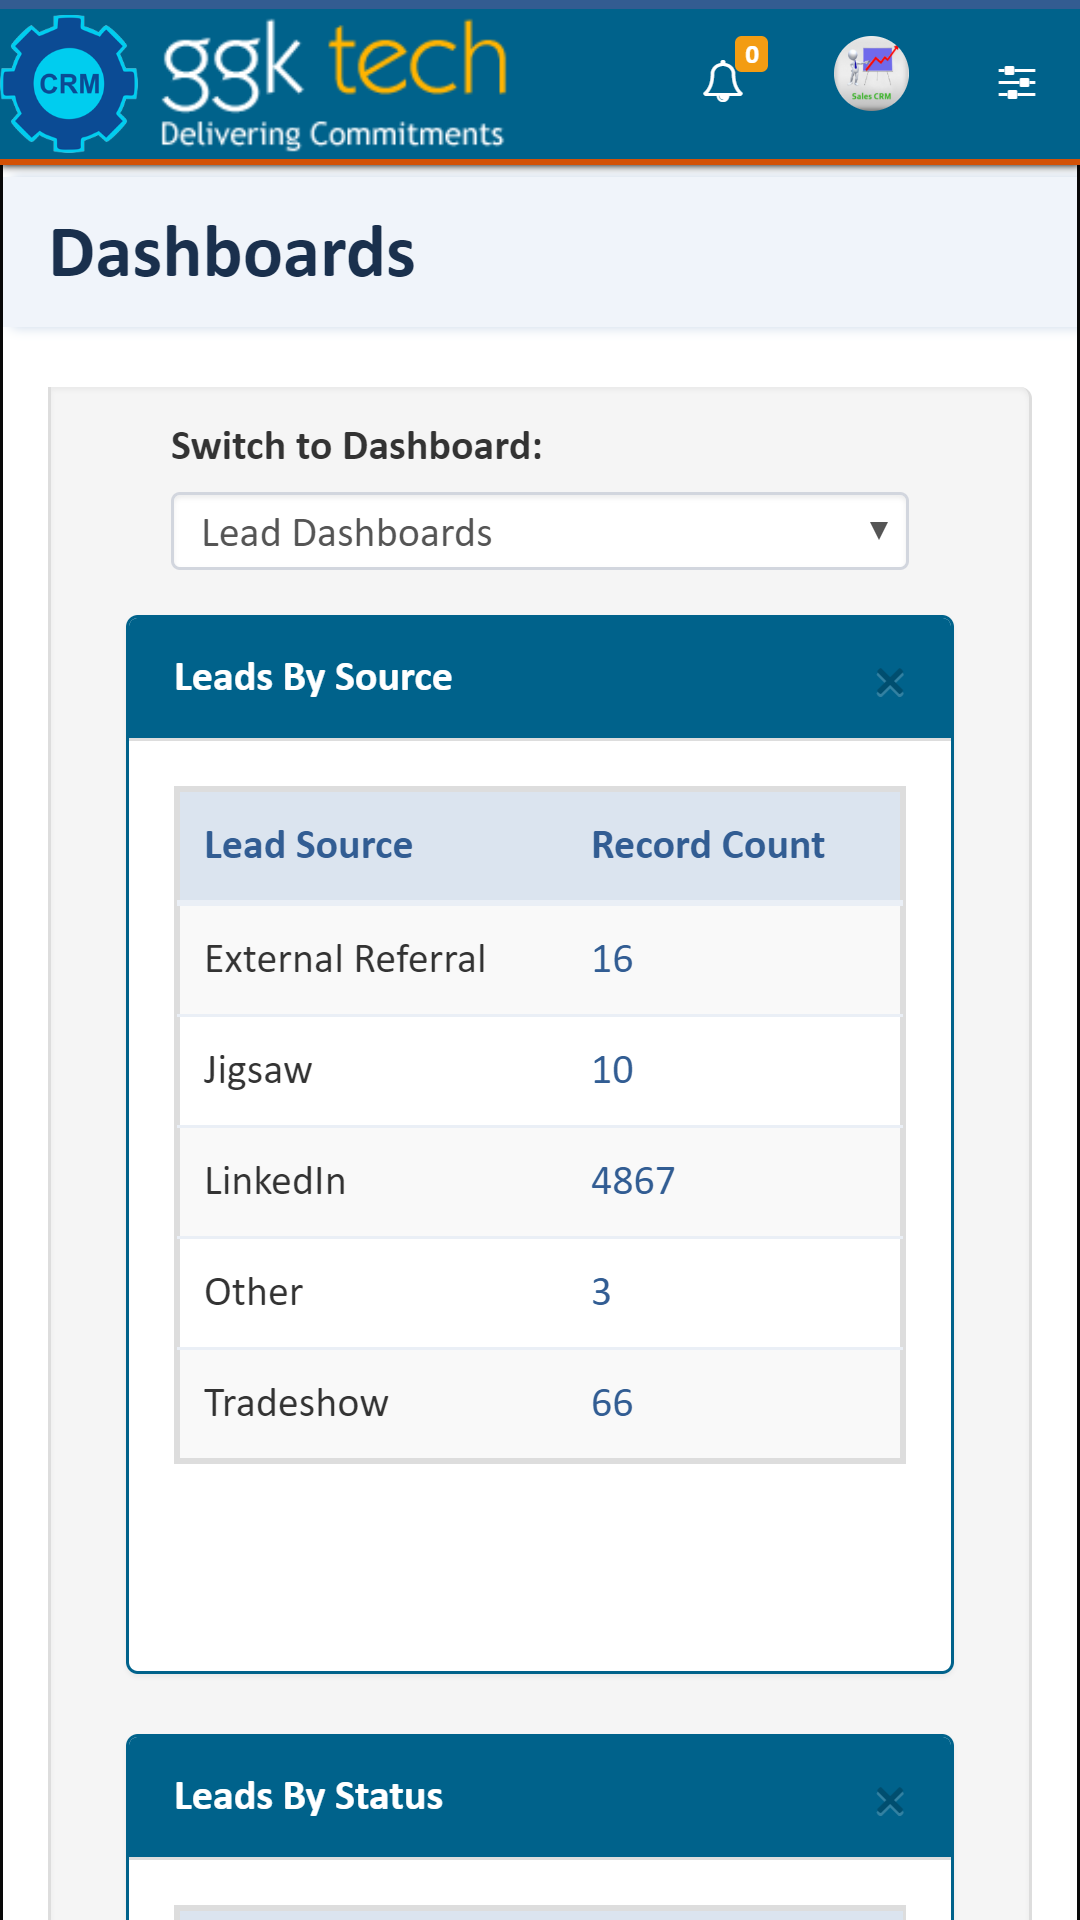 CRM
ggk tech
Delivering Commitments
0
Sales CRM
Dashboards
Switch to Dashboard:
Lead Dashboards
Leads By Source
Lead Source Record Count
External Referral 16
Jigsaw 10
LinkedIn 4867
Other 3
Tradeshow 66
Leads By Status